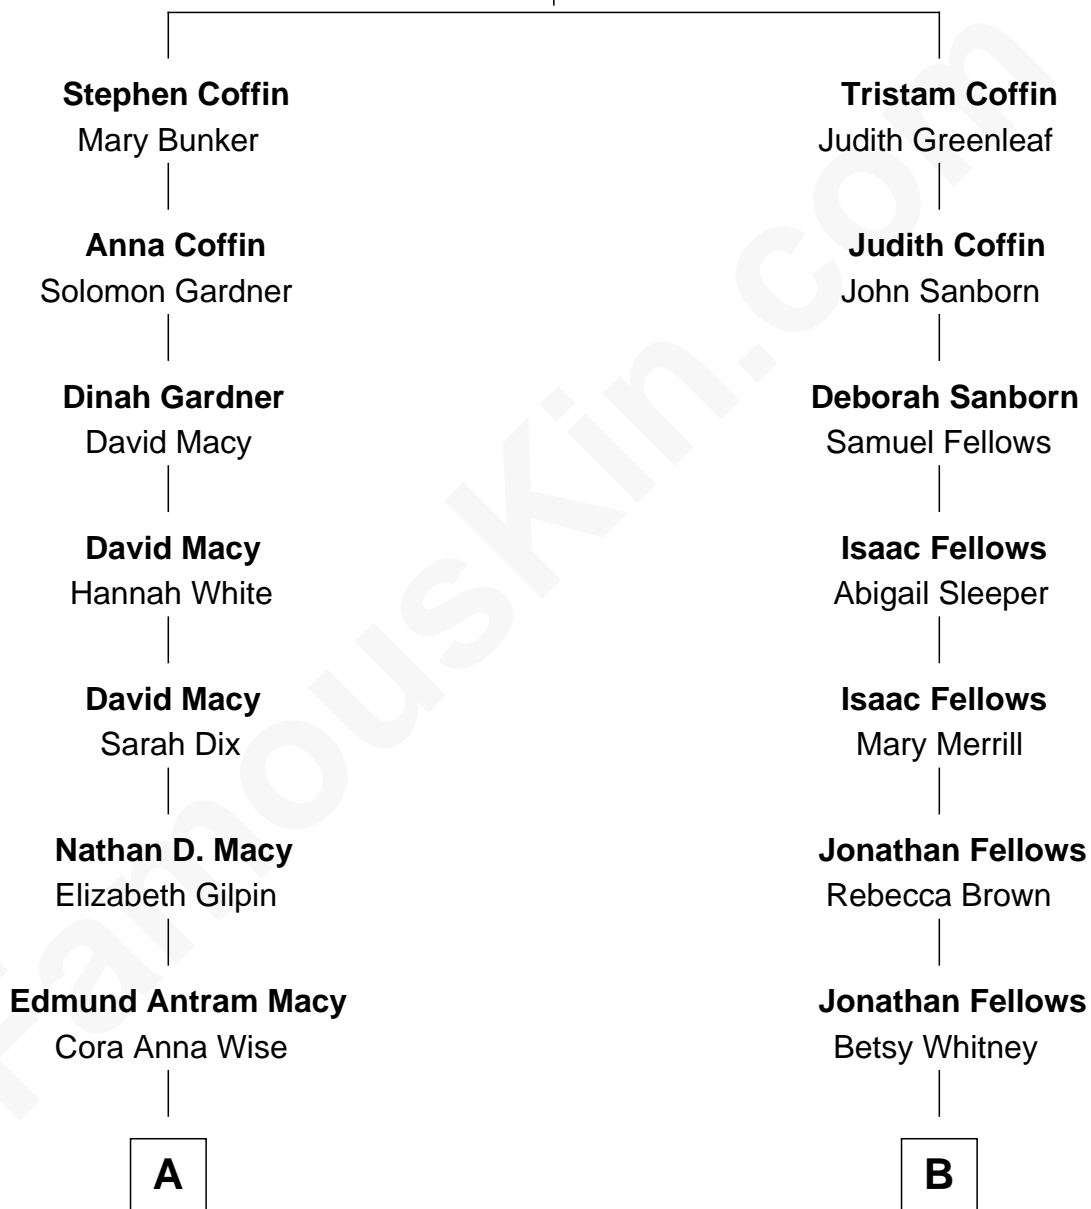 Stephen Coffin
Mary Bunker
Anna Coffin
Solomon Gardner
Dinah Gardner
David Macy
David Macy
Hannah White
David Macy
Sarah Dix
Nathan D. Macy
Elizabeth Gilpin
Edmund Antram Macy
Cora Anna Wise
A
Tristam Coffin
Judith Greenleaf
Judith Coffin
John Sanborn
Deborah Sanborn
Samuel Fellows
Isaac Fellows
Abigail Sleeper
Isaac Fellows
Mary Merrill
Jonathan Fellows
Rebecca Brown
Jonathan Fellows
Betsy Whitney
B
FamousKin.com